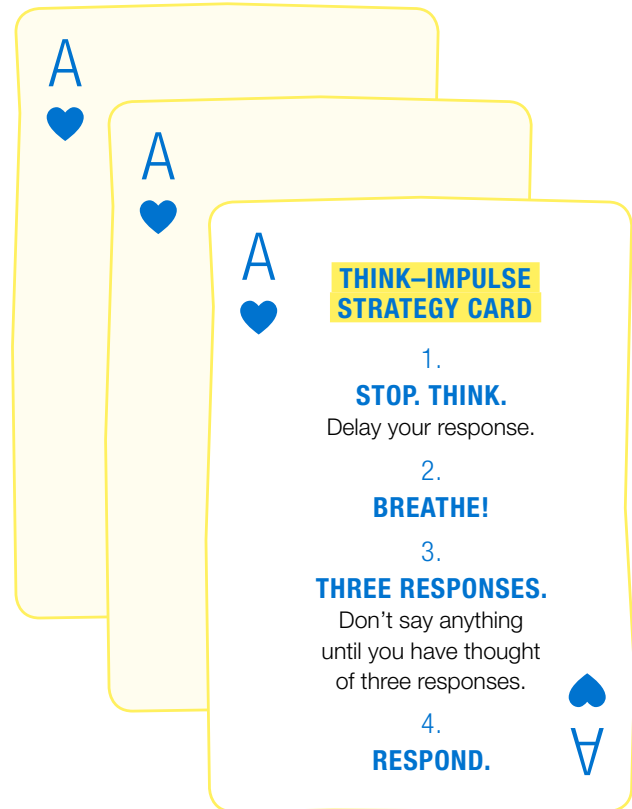 A
A
A
THINK–IMPULSE
STRATEGY CARD
1.
STOP. THINK.
Delay your response.
2.
BREATHE!
3.
THREE RESPONSES.
Don’t say anything
until you have thought
of three responses.
4.
RESPOND.
A